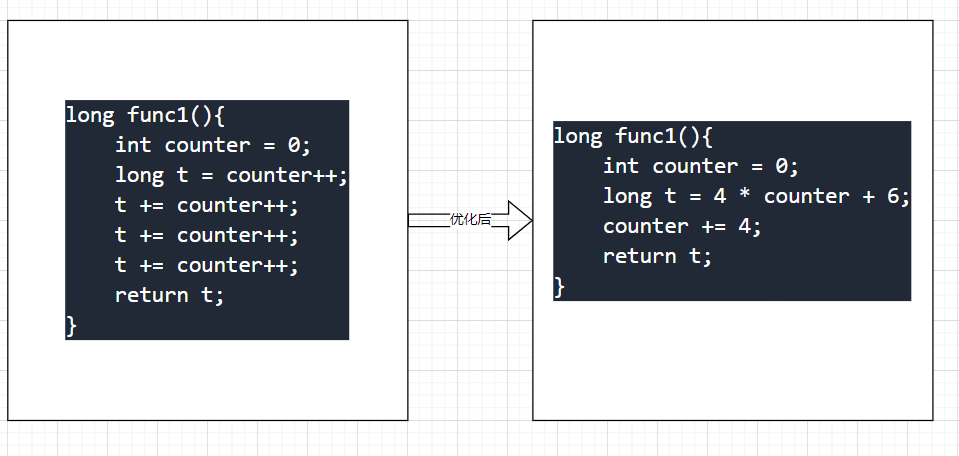 long func1(){
    int counter = 0;
    long t = counter++;
    t += counter++;
    t += counter++;
    t += counter++;
    return t;
}
优化后
long func1(){
    int counter = 0;
    long t = 4 * counter + 6;
    counter += 4;
    return t;
}